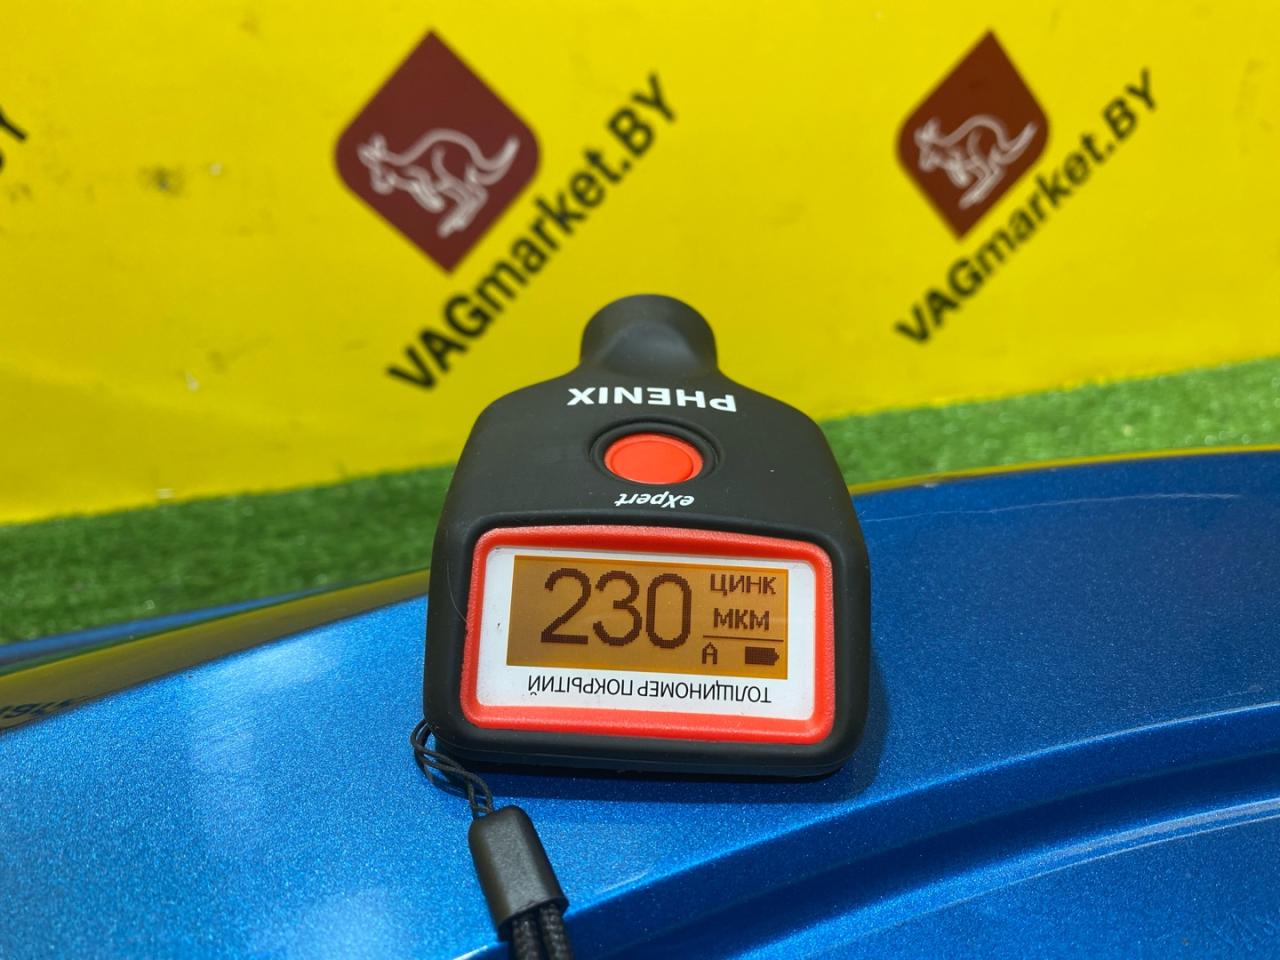 VAGmarket.BY
VAGmarket.BY
PHENIX
eXpert
230
ЦИНК
МКМ
A
ТОЛЩИНОМЕР ПОКРЫТИЙ